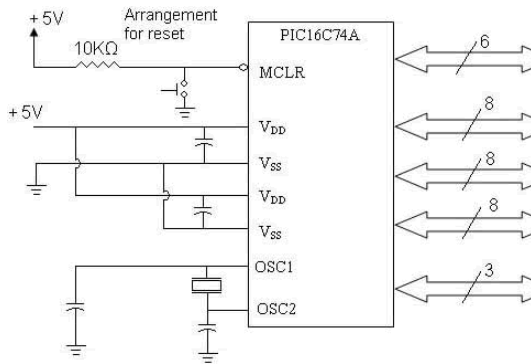 Arrangement
for reset
+5V
10KΩ
PIC16C74A
MCLR
6
+5V
VDD
8
VSS
8
VDD
8
VSS
OSC1
3
OSC2